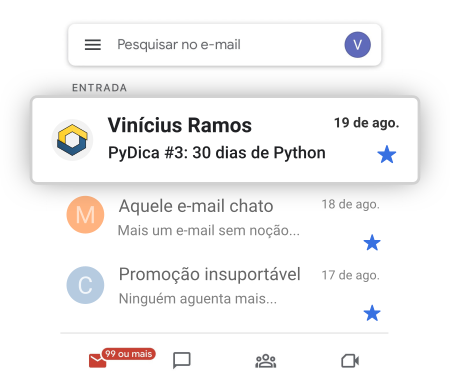 Pesquisar no e-mail
V
ENTRADA
Vinícius Ramos
19 de ago.
PyDica #3: 30 dias de Python
M
Aquele e-mail chato
18 de ago.
Mais um e-mail sem noção...
C
Promoção insuportável
17 de ago.
Ninguém aguenta mais...
99 ou mais